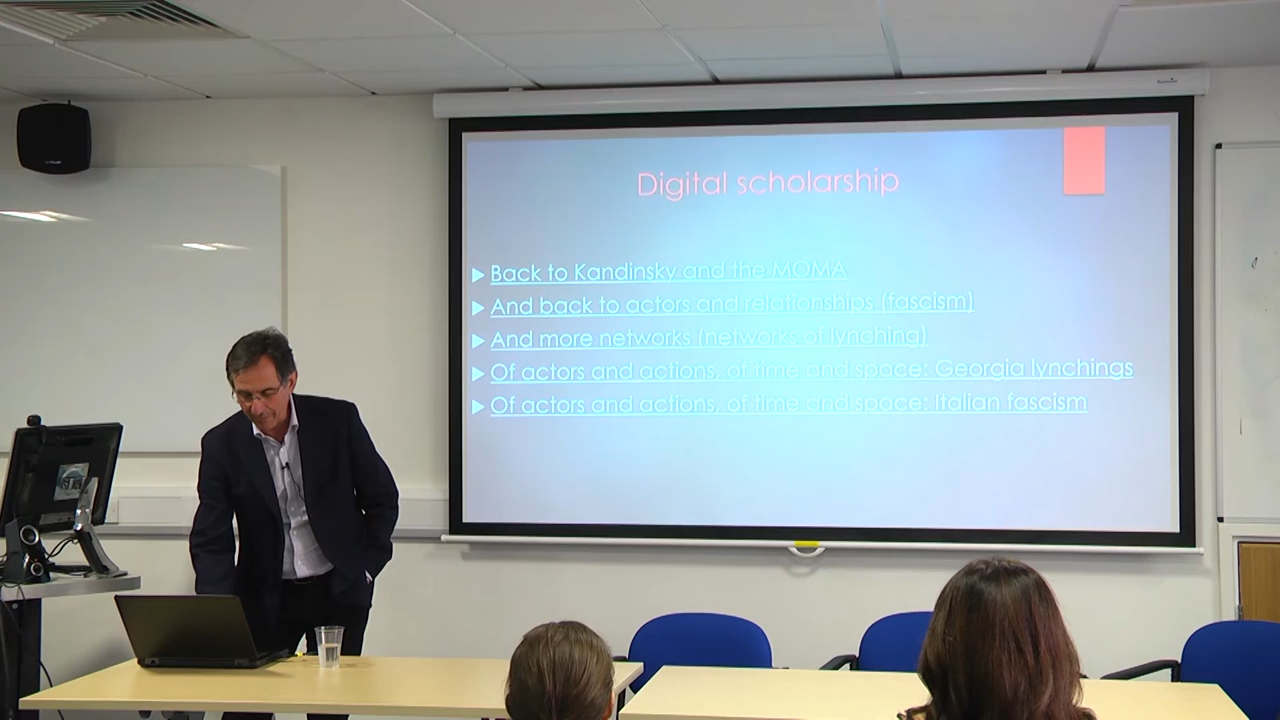 Digital scholarship
Back to Kandinsky and the MOMA
And back to actors and relationships (fascism)
And more networks (networks of lynching)
Of actors and actions, of time and space: Georgia lynchings
Of actors and actions, of time and space: Italian fascism